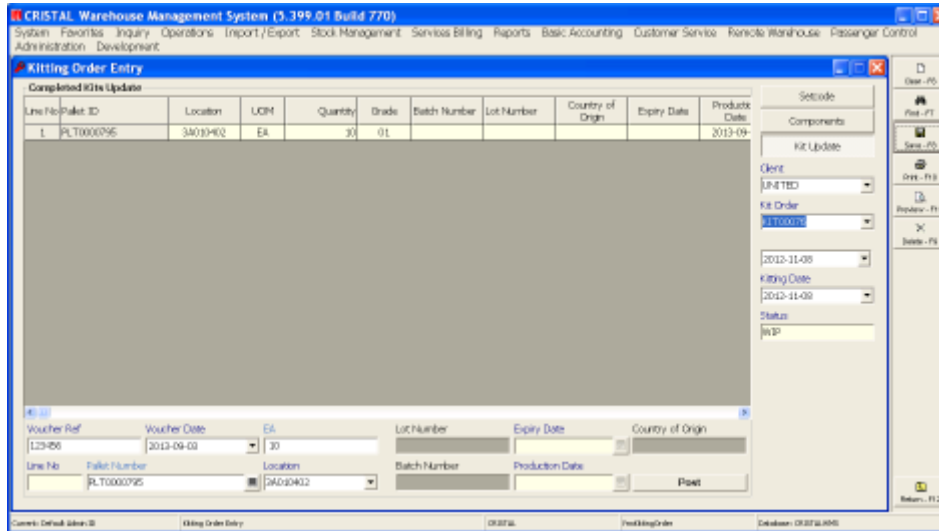 CRISTAL Warehouse Management System (5.399.01 Build 770)
System Favorites Inquiry Operations Import/Export Stock Management Services Billing Reports Basic Accounting Customer Service Remote Warehouse Passenger Control
Administration Development
Kitting Order Entry
Completed Kits Update
Line No Pallet ID Location UOM Quantity Grade Batch Number Lot Number Country of Origin Expiry Date Productio Date
1 PLT0000795 3A010402 EA 10 01 2013-09-
Setcode
Components
Kit Update
Client
UNITED
Kit Order
KIT00076
2012-11-08
Kitting Date
2012-11-08
Status
WIP
Clear - F5
Find - F7
Save - F8
Print - F10
Preview - F11
Delete - F9
Voucher Ref Voucher Date EA Lot Number Expiry Date Country of Origin
123456 2013-09-03 10
Line No Pallet Number Location Batch Number Production Date
PLT0000795 3A010402 Post
Return - F12
Kitting Order Entry CRISTAL Database: CRISTALWMS